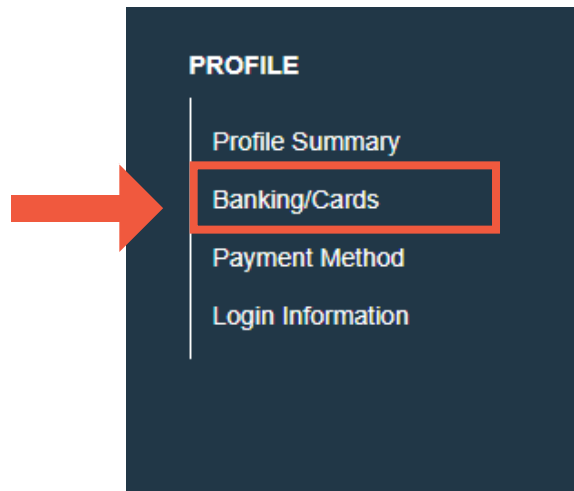 PROFILE
Profile Summary
Banking/Cards
Payment Method
Login Information